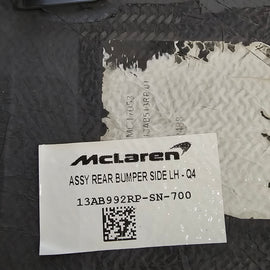 McLaren
ASSY REAR BUMPER SIDE LH - Q4
13AB992RP-SN-700